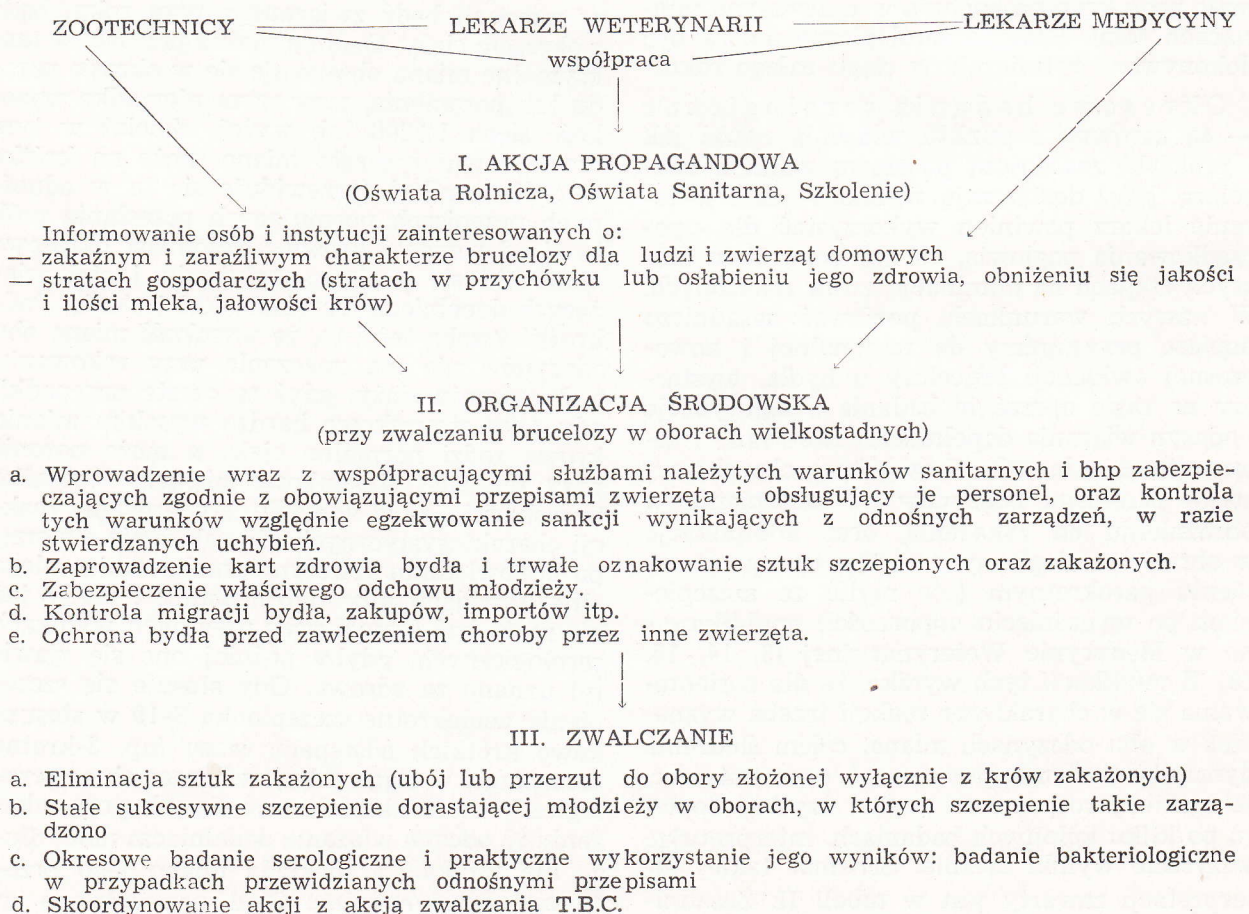 ZOOTECHNICY LEKARZE WETERYNARII LEKARZE MEDYCYNY
współpraca
I. AKCJA PROPAGANDOWA
(Oświata Rolnicza, Oświata Sanitarna, Szkolenie)
Informowanie osób i instytucji zainteresowanych o:
— zakaźnym i zaraźliwym charakterze brucelozy dla ludzi i zwierząt domowych
— stratach gospodarczych (stratach w przychówku lub osłabieniu jego zdrowia, obniżeniu się jakości
i ilości mleka, jałowości krów)
II. ORGANIZACJA ŚRODOWSKA
(przy zwalczaniu brucelozy w oborach wielkostadnych)
a. Wprowadzenie wraz z współpracującymi służbami należytych warunków sanitarnych i bhp zabezpie-
czających zgodnie z obowiązującymi przepisami zwierzęta i obsługujący je personel, oraz kontrola
tych warunków względnie egzekwowanie sankcji wynikających z odnośnych zarządzeń, w razie
stwierdzanych uchybień.
b. Zaprowadzenie kart zdrowia bydła i trwałe oznakowanie sztuk szczepionych oraz zakażonych.
c. Zabezpieczenie właściwego odchowu młodzieży.
d. Kontrola migracji bydła, zakupów, importów itp.
e. Ochrona bydła przed zawleczeniem choroby przez inne zwierzęta.
III. ZWALCZANIE
a. Eliminacja sztuk zakażonych (ubój lub przerzut do obory złożonej wyłącznie z krów zakażonych)
b. Stałe sukcesywne szczepienie dorastającej młodzieży w oborach, w których szczepienie takie zarzą-
dzono
c. Okresowe badanie serologiczne i praktyczne wykorzystanie jego wyników: badanie bakteriologiczne
w przypadkach przewidzianych odnośnymi przepisami
d. Skoordynowanie akcji z akcją zwalczania T.B.C.